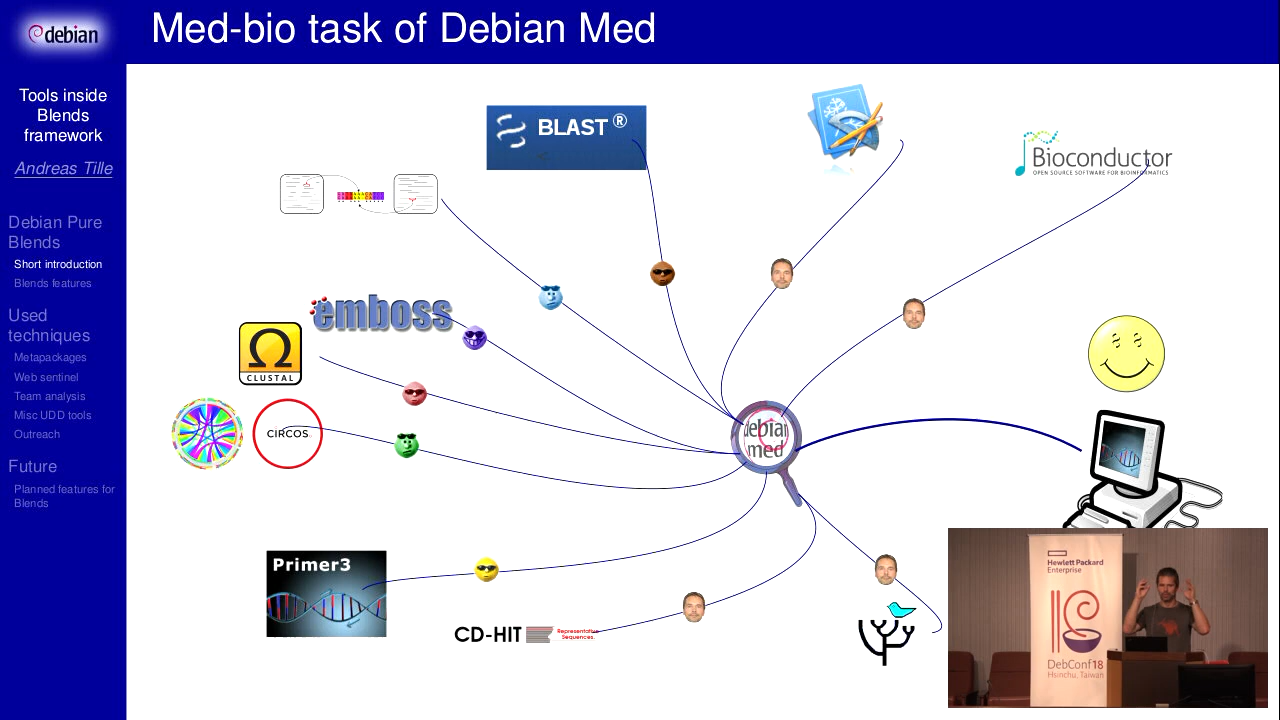 Med-bio task of Debian Med
debian
Tools inside
Blends
framework
Andreas Tille
Debian Pure
Blends
Short introduction
Blends features
Used
techniques
Metapackages
Web sentinel
Team analysis
Misc UDD tools
Outreach
Future
Planned features for
Blends
BLAST ®
Bioconductor
OPEN SOURCE SOFTWARE FOR BIOINFORMATICS
emboss
CLUSTAL
CIRCOS
debian
med
Primer3
CD-HIT
Representative
Sequences.
Hewlett Packard
Enterprise
DebConf18
Hsinchu, Taiwan